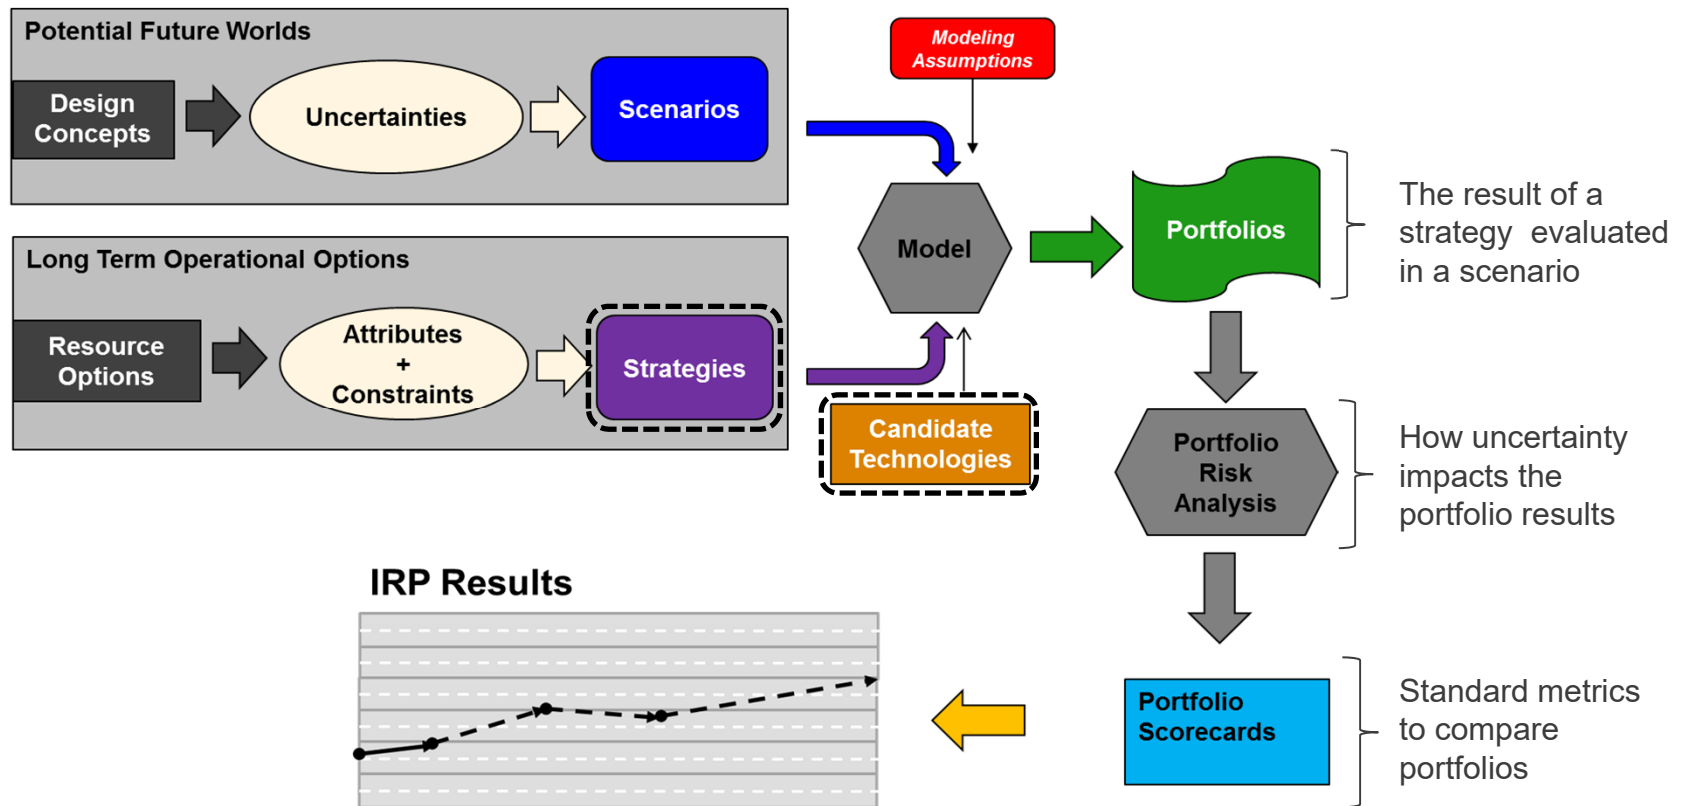 Potential Future Worlds
Design
Concepts
Uncertainties
Scenarios
Modeling
Assumptions
Long Term Operational Options
Resource
Options
Attributes
+
Constraints
Strategies
Model
Candidate
Technologies
Portfolios
The result of a
strategy evaluated
in a scenario
Portfolio
Risk
Analysis
How uncertainty
impacts the
portfolio results
IRP Results
Portfolio
Scorecards
Standard metrics
to compare
portfolios